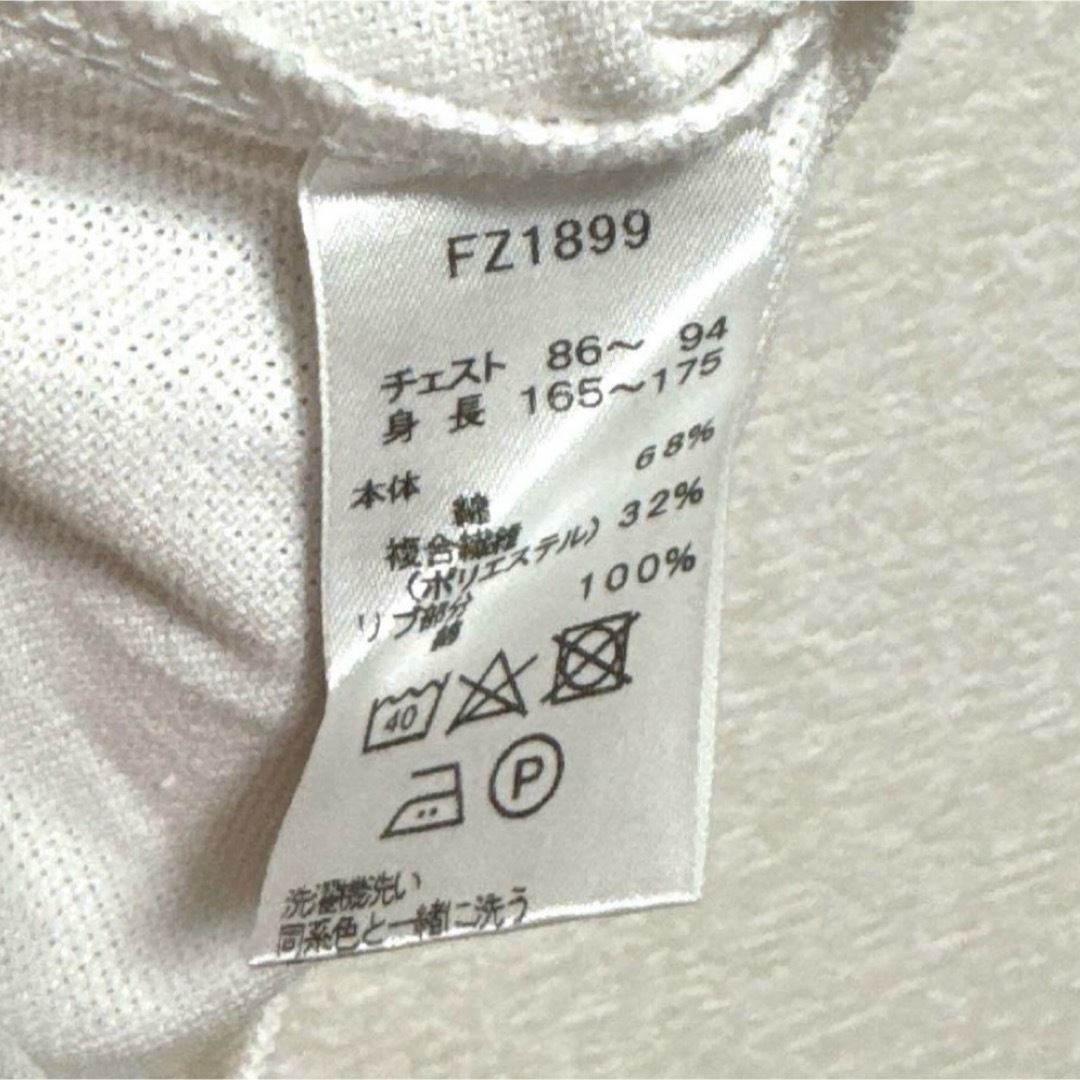 FZ1899
チェスト 86〜 94
身 長 165〜175
本体
綿 68%
複合繊維
(ポリエステル) 32%
リブ部分
綿 100%
40
P
洗濯機洗い
同系色と一緒に洗う